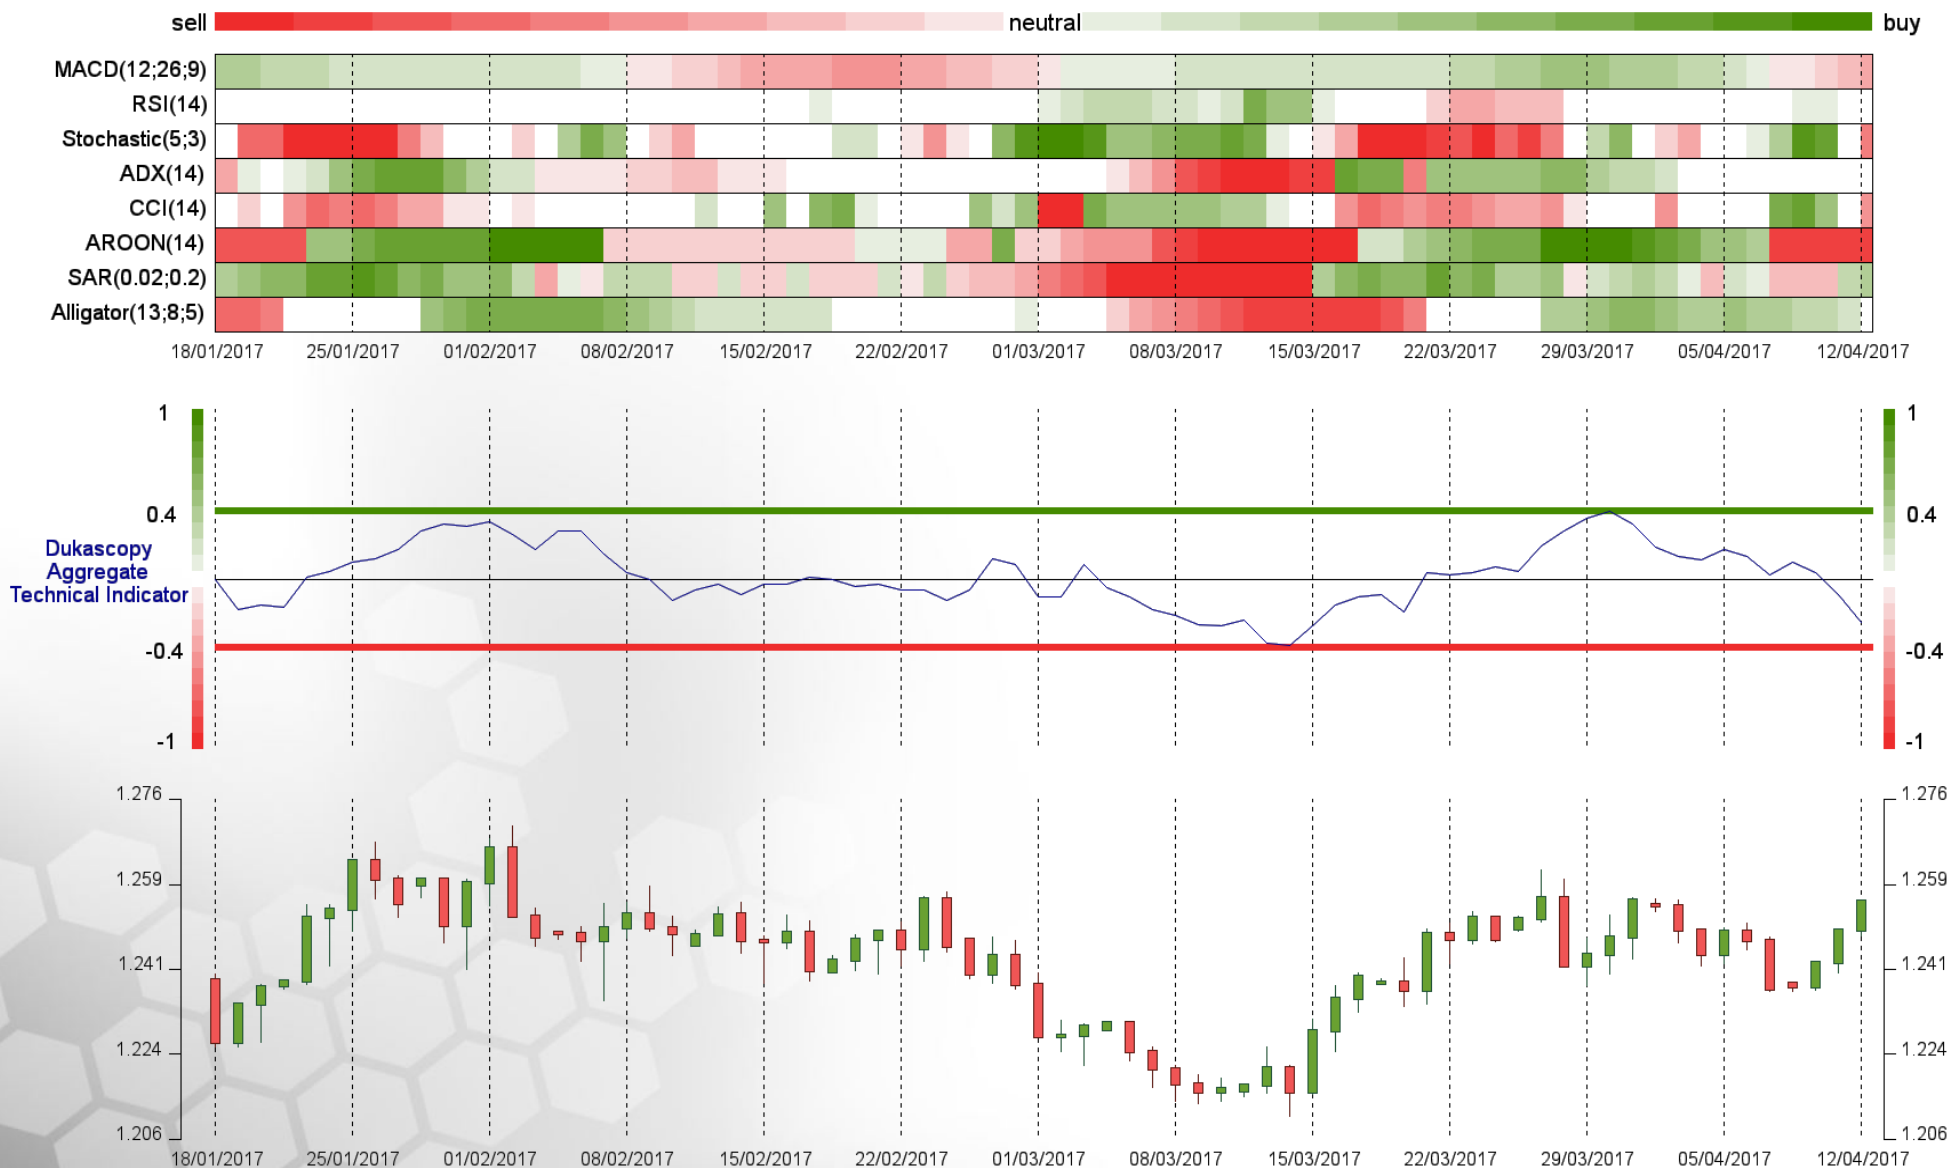 sell neutral buy
MACD(12;26;9)
RSI(14)
Stochastic(5;3)
ADX(14)
CCI(14)
AROON(14)
SAR(0.02;0.2)
Alligator(13;8;5)
18/01/2017 25/01/2017 01/02/2017 08/02/2017 15/02/2017 22/02/2017 01/03/2017 08/03/2017 15/03/2017 22/03/2017 29/03/2017 05/04/2017 12/04/2017
1 1
0.4 0.4
Dukascopy
Aggregate
Technical Indicator
-0.4 -0.4
-1 -1
1.276 1.276
1.259 1.259
1.241 1.241
1.224 1.224
1.206 1.206
18/01/2017 25/01/2017 01/02/2017 08/02/2017 15/02/2017 22/02/2017 01/03/2017 08/03/2017 15/03/2017 22/03/2017 29/03/2017 05/04/2017 12/04/2017